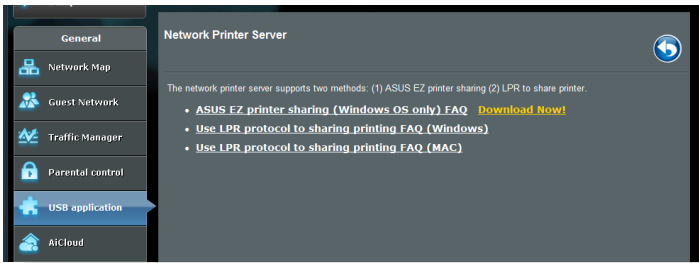 General
Network Map
Guest Network
Traffic Manager
Parental control
USB application
AiCloud
Network Printer Server
The network printer server supports two methods: (1) ASUS EZ printer sharing (2) LPR to share printer.
ASUS EZ printer sharing (Windows OS only) FAQ Download Now!
Use LPR protocol to sharing printing FAQ (Windows)
Use LPR protocol to sharing printing FAQ (MAC)